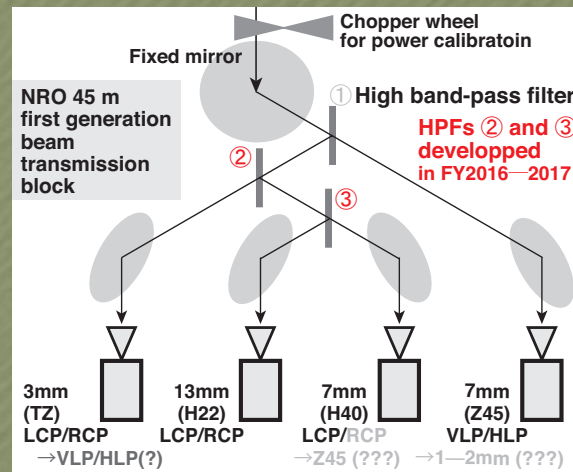 Chopper wheel
for power calibratoin
Fixed mirror
NRO 45 m
first generation
beam
transmission
block
① High band-pass filter
HPFs ② and ③
developped
in FY2016—2017
②
③
3mm
(TZ)
LCP/RCP
→VLP/HLP(?)
13mm
(H22)
LCP/RCP
7mm
(H40)
LCP/RCP
→Z45 (???)
7mm
(Z45)
VLP/HLP
→1—2mm (???)